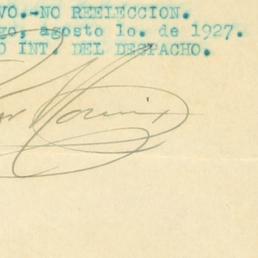 VO.-NO REELECCION.
go, agosto 1o. de 1927.
O INT. DEL DESPACHO.